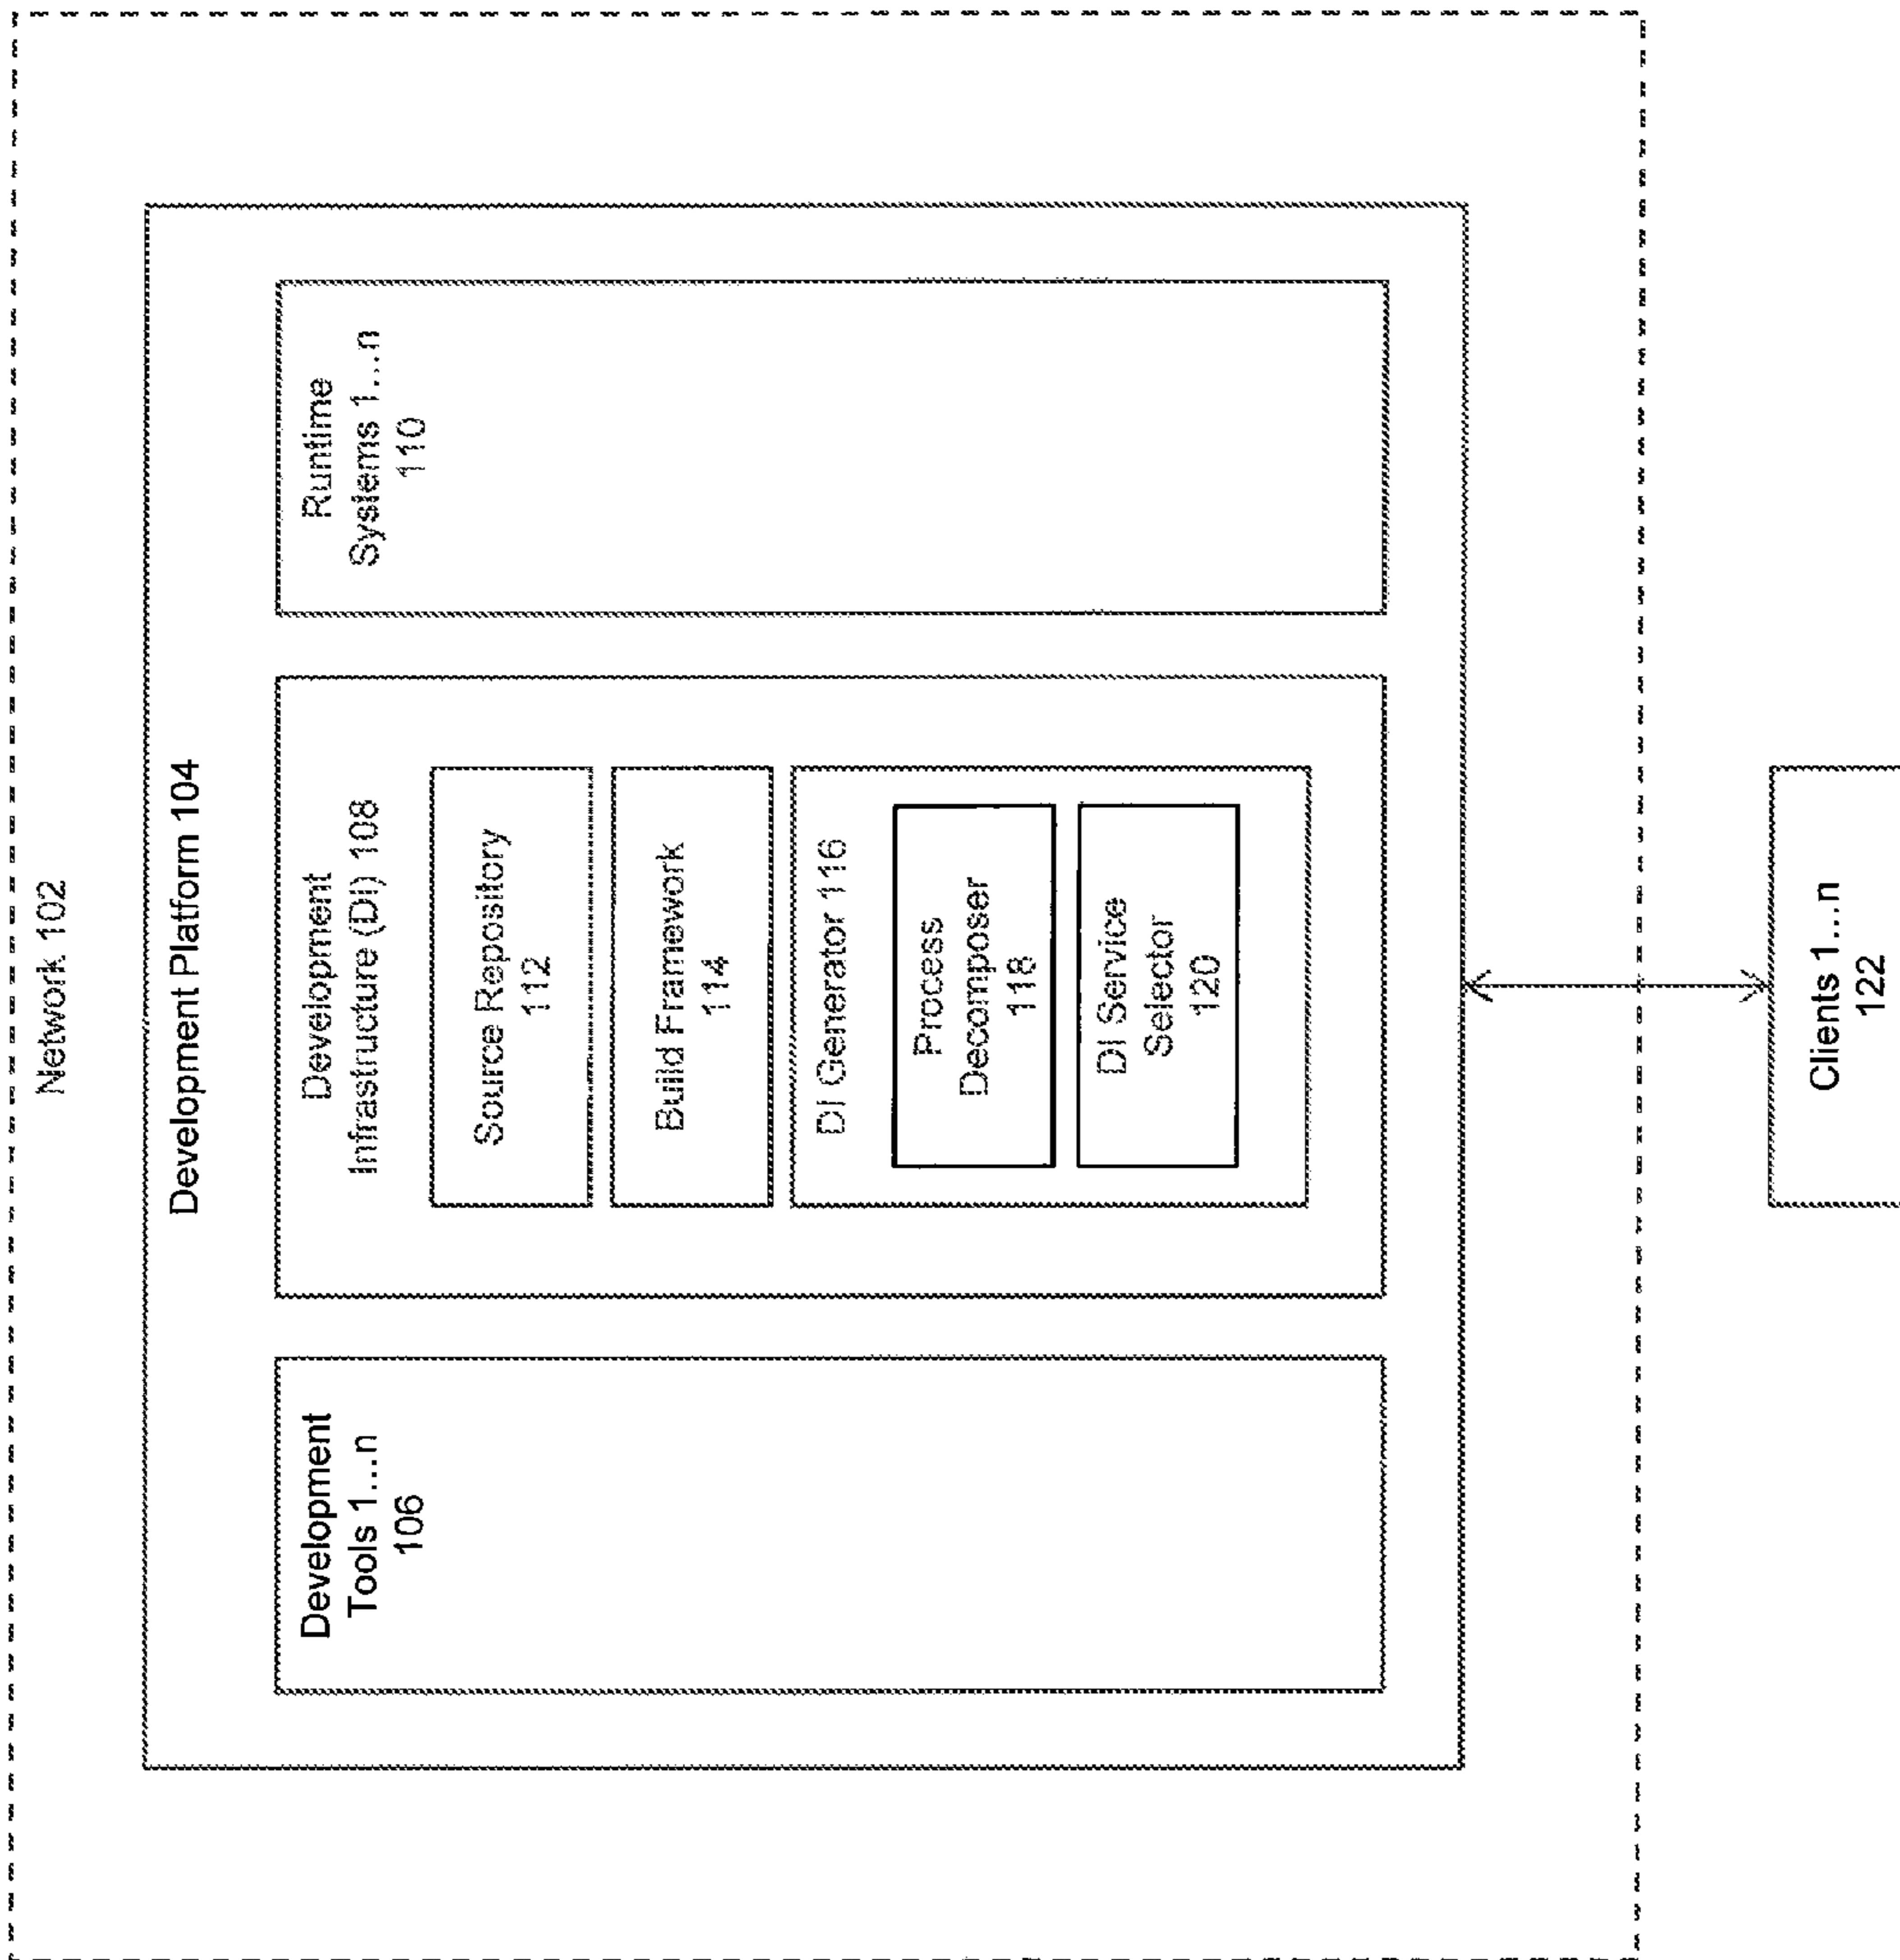 Network 102
Development Platform 104
Development
Tools 1...n
106
Development
Infrastructure (DI) 108
Source Repository
112
Build Framework
114
DI Generator 116
Process
Decomposer
118
DI Service
Selector
120
Runtime
Systems 1...n
110
Clients 1...n
122